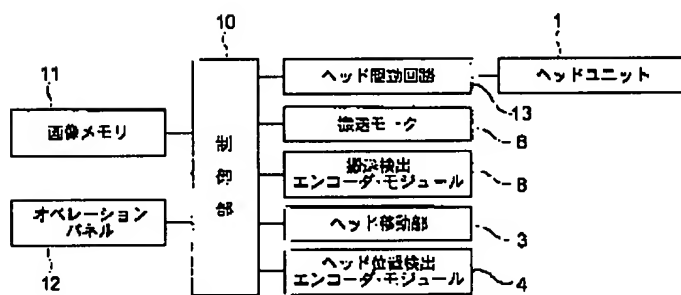 10
1
11
ヘッド駆動回路
ヘッドユニット
13
画像メモリ
搬送モータ
8
制御部
搬送検出
エンコーダ・モジュール
8
オペレーション
パネル
ヘッド移動部
3
12
ヘッド位置検出
エンコーダ・モジュール
4